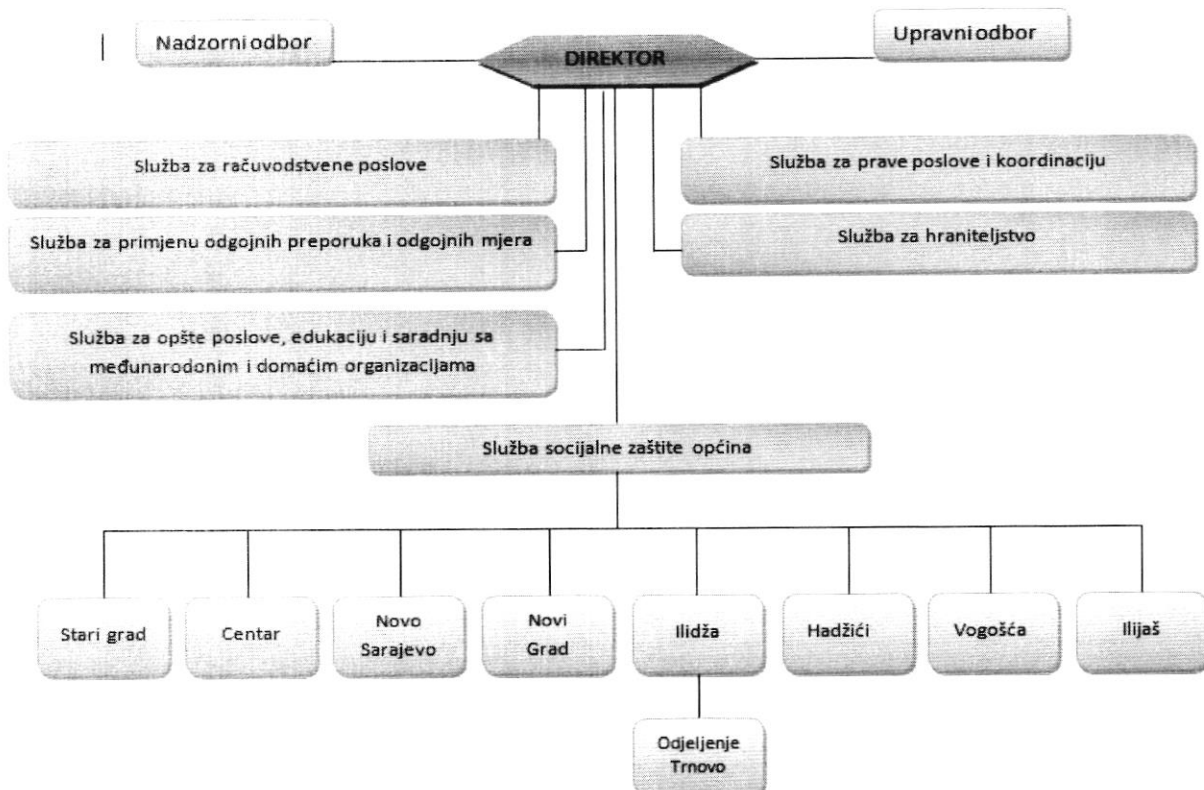 Nadzorni odbor
DIREKTOR
Upravni odbor
Služba za računovodstvene poslove
Služba za prave poslove i koordinaciju
Služba za primjenu odgojnih preporuka i odgojnih mjera
Služba za hraniteljstvo
Služba za opšte poslove, edukaciju i saradnju sa
međunarodonim i domaćim organizacijama
Služba socijalne zaštite općina
Stari grad
Centar
Novo
Sarajevo
Novi
Grad
Ilidža
Hadžići
Vogošća
Ilijaš
Odjeljenje
Trnovo